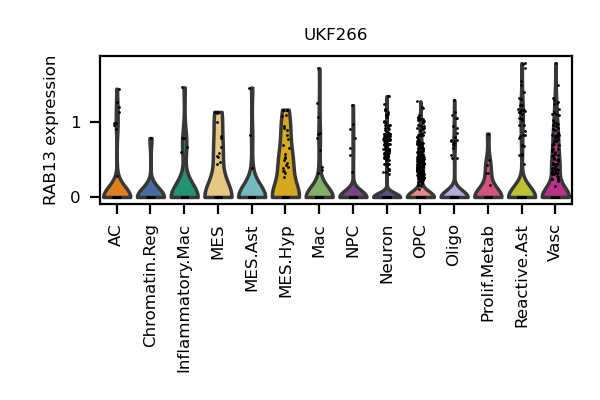 UKF266
RAB13 expression
1
0
AC
Chromatin.Reg
Inflammatory.Mac
MES
MES.Ast
MES.Hyp
Mac
NPC
Neuron
OPC
Oligo
Prolif.Metab
Reactive.Ast
Vasc